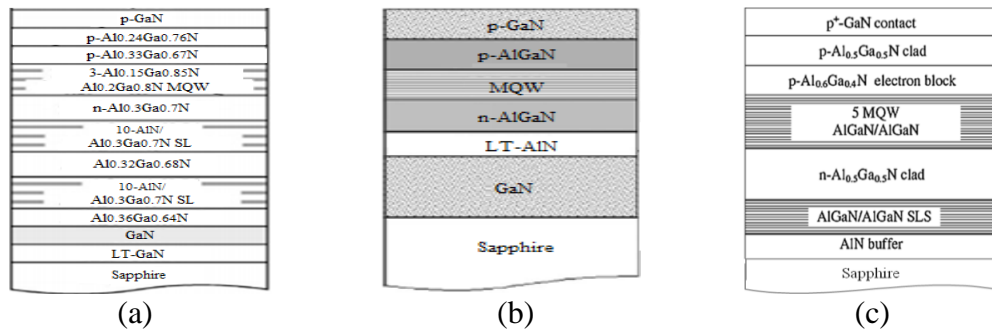 p-GaN
p-Al0.24Ga0.76N
p-Al0.33Ga0.67N
3-Al0.15Ga0.85N
Al0.2Ga0.8N MQW
n-Al0.3Ga0.7N
10-AlN/
Al0.3Ga0.7N SL
Al0.32Ga0.68N
10-AlN/
Al0.3Ga0.7N SL
Al0.36Ga0.64N
GaN
LT-GaN
Sapphire
(a)
p-GaN
p-AlGaN
MQW
n-AlGaN
LT-AlN
GaN
Sapphire
(b)
p⁺-GaN contact
p-Al₀.₅Ga₀.₅N clad
p-Al₀.₆Ga₀.₄N electron block
5 MQW
AlGaN/AlGaN
n-Al₀.₅Ga₀.₅N clad
AlGaN/AlGaN SLS
AlN buffer
Sapphire
(c)